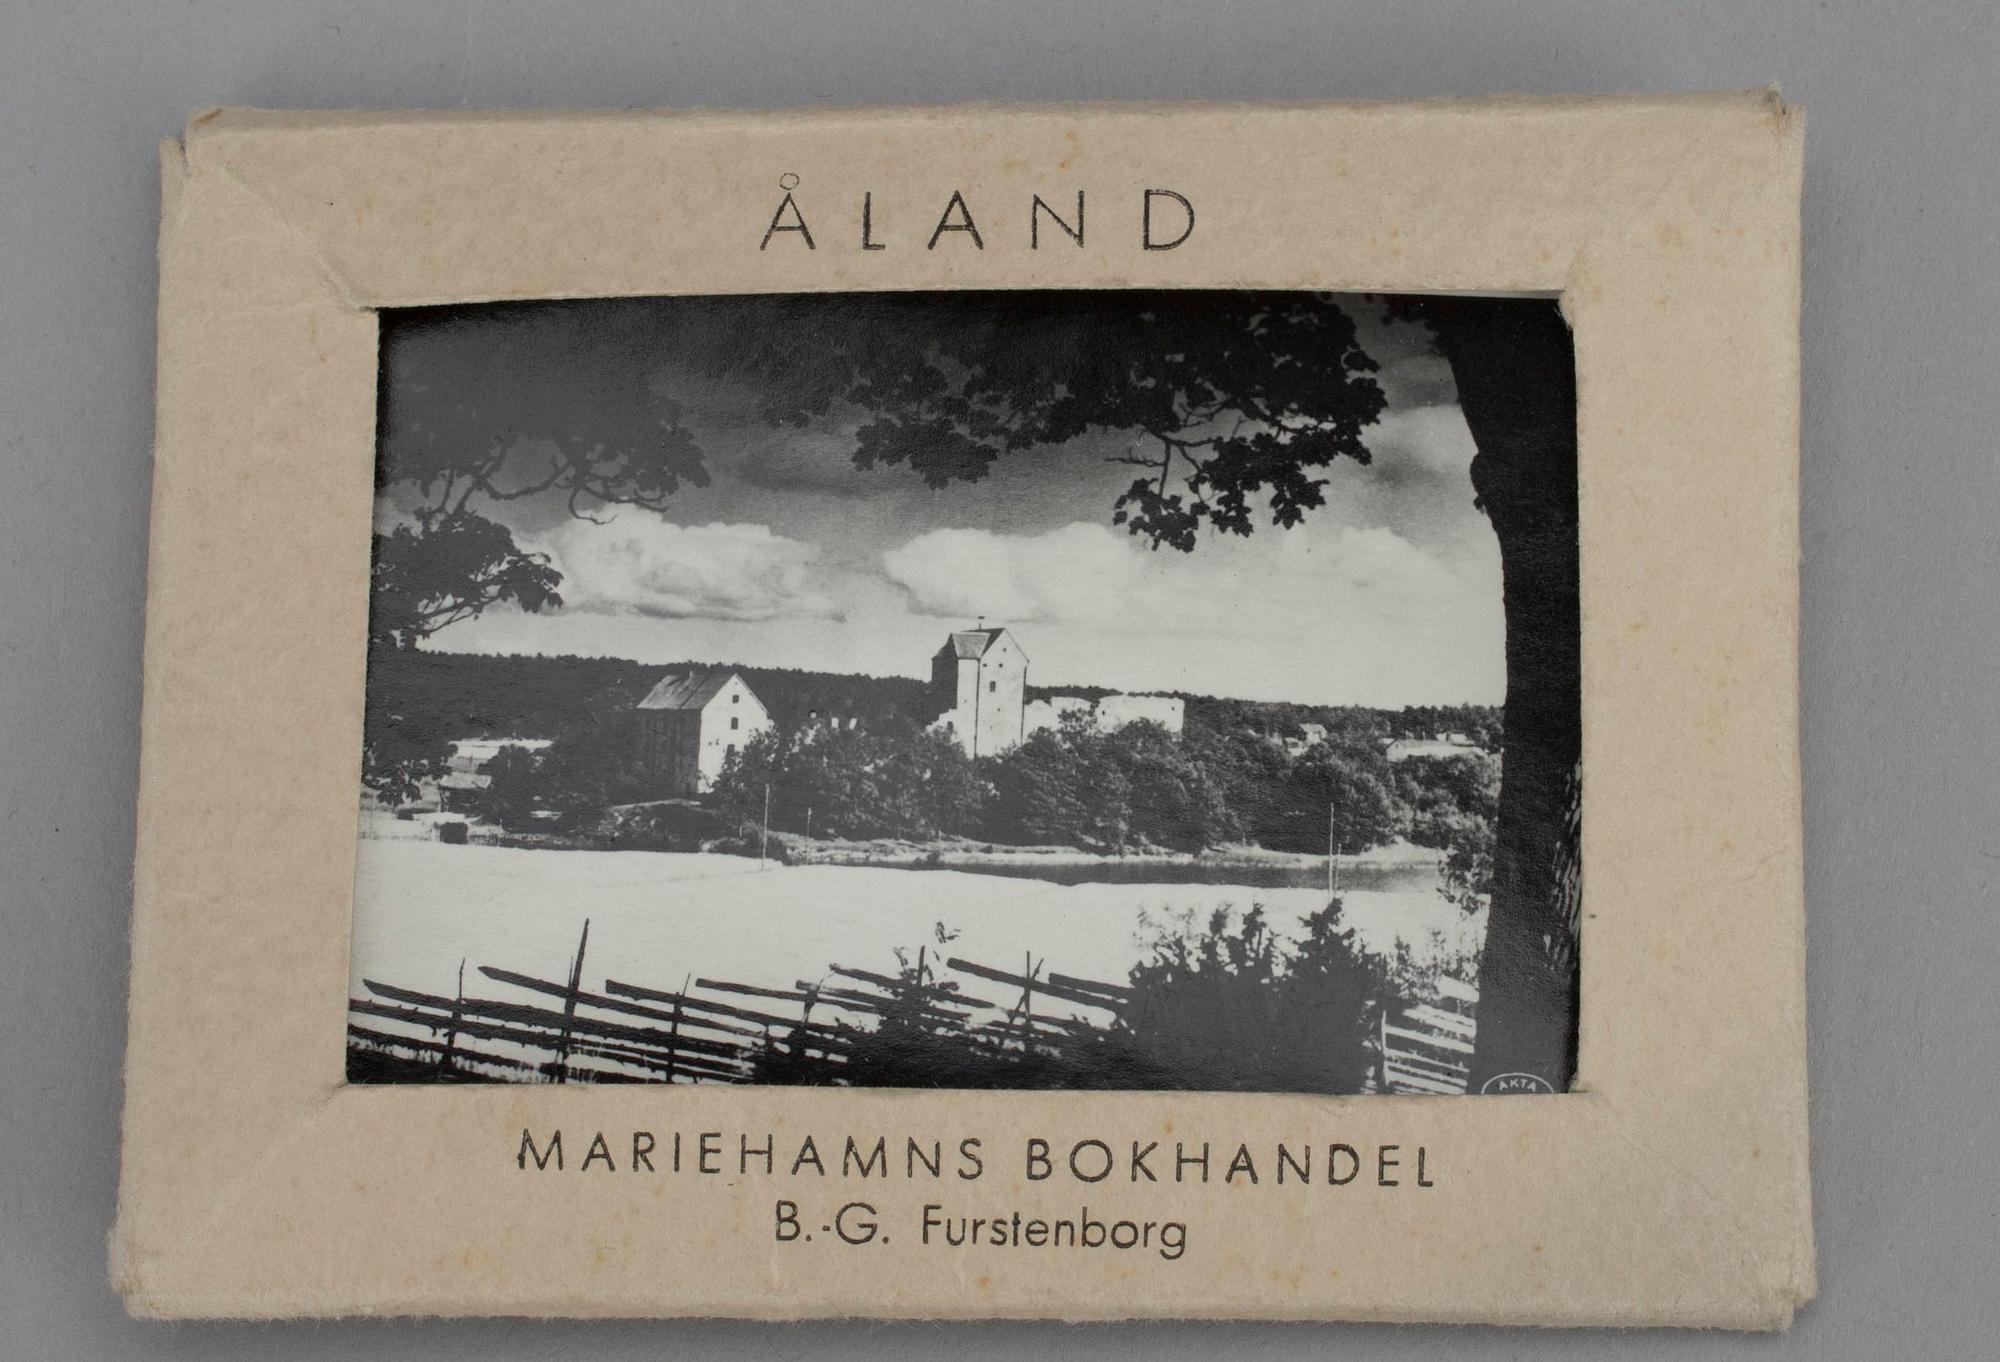 ÅLAND
ÄKTA
MARIEHAMNS BOKHANDEL
B.-G. Furstenborg